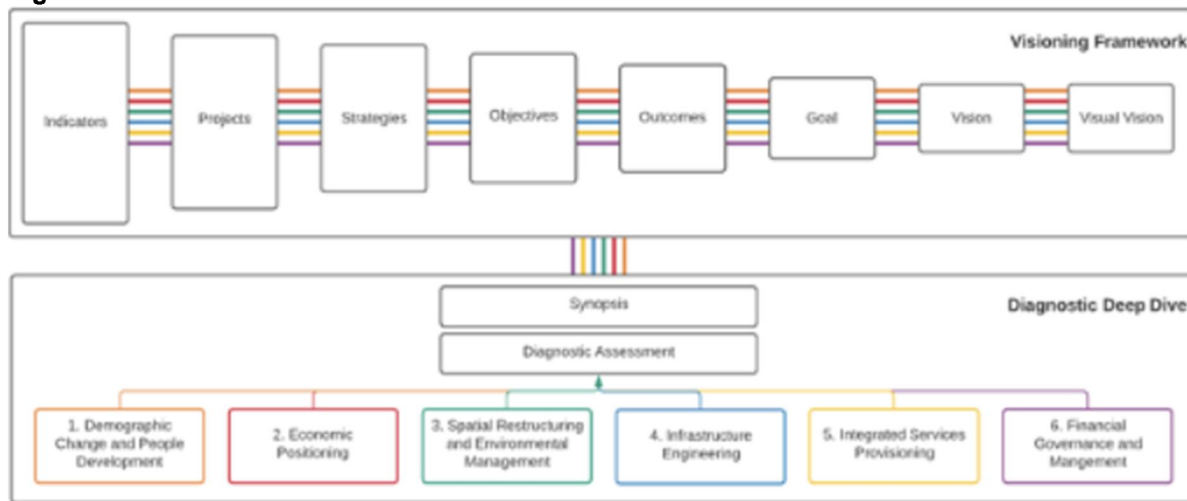 Visioning Framework
Indicators
Projects
Strategies
Objectives
Outcomes
Goal
Vision
Visual Vision
Diagnostic Deep Dive
Synopsis
Diagnostic Assessment
1. Demographic
Change and People
Development
2. Economic
Positioning
3. Spatial Restructuring
and Environmental
Management
4. Infrastructure
Engineering
5. Integrated Services
Provisioning
6. Financial
Governance and
Mangement